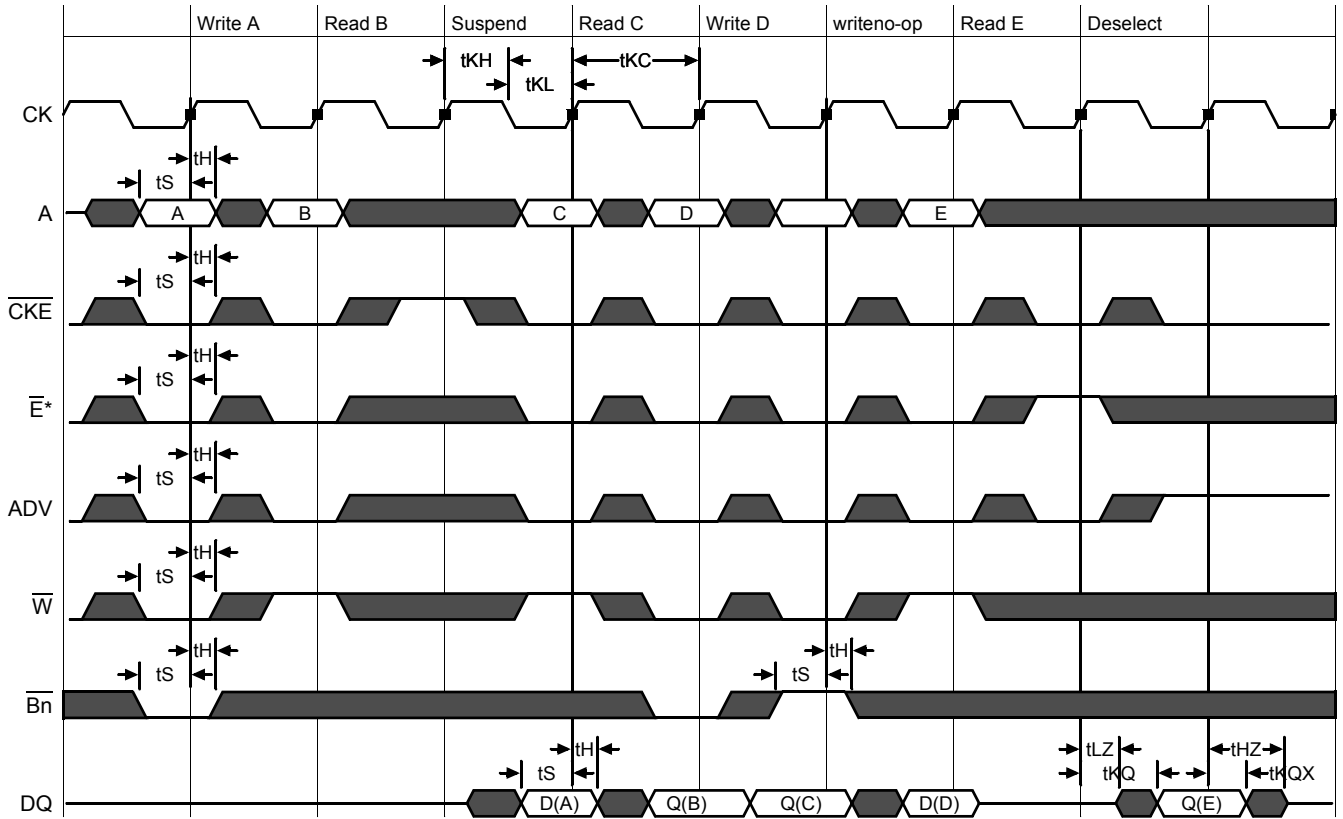 Write A Read B Suspend Read C Write D writeno-op Read E Deselect
tKH tKC
tKL
CK
tH
tS
A A B C D E
tH
tS
CKE
tH
tS
E*
tH
tS
ADV
tH
tS
W
tH tH
tS tS
Bn
tH tLZ tHZ
tS tKQ tKQX
DQ D(A) Q(B) Q(C) D(D) Q(E)